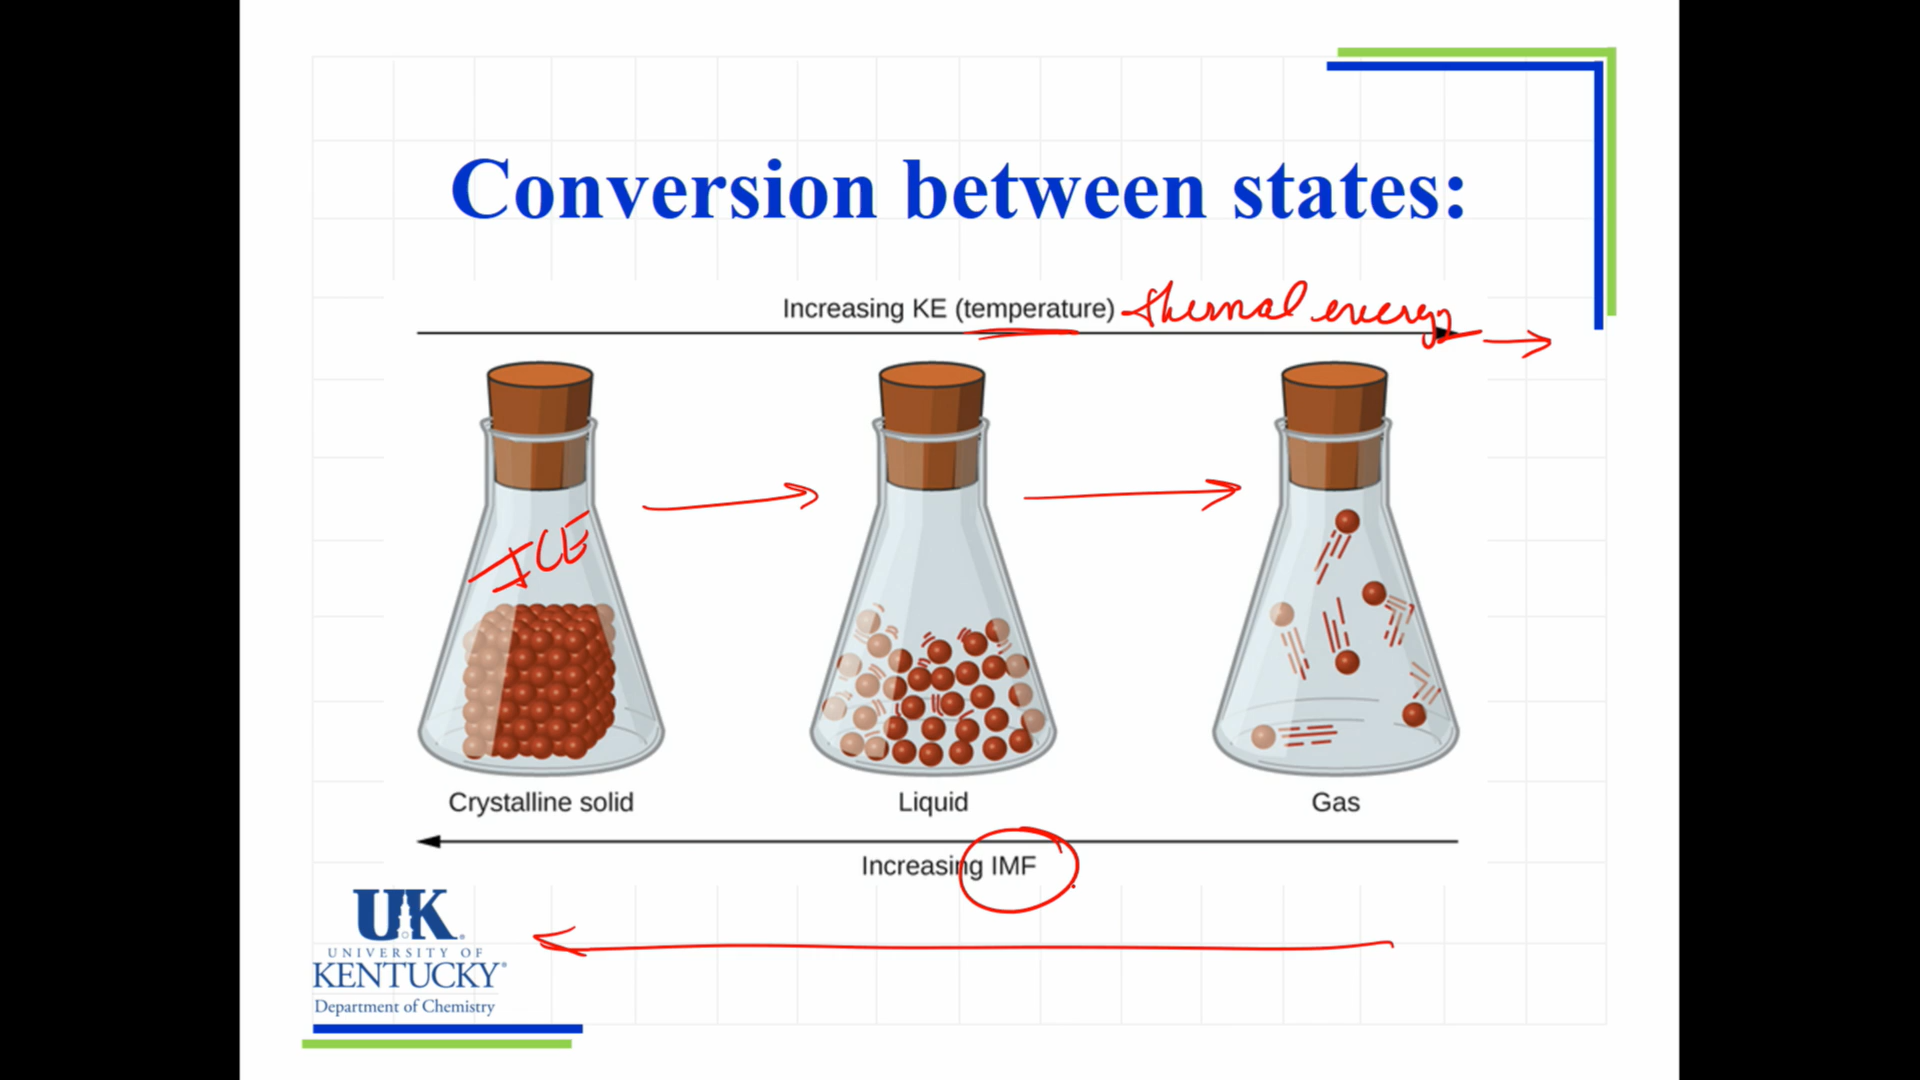 Conversion between states:
Increasing KE (temperature) thermal energy
ICE
Crystalline solid
Liquid
Gas
Increasing IMF
UK
UNIVERSITY OF
KENTUCKY®
Department of Chemistry